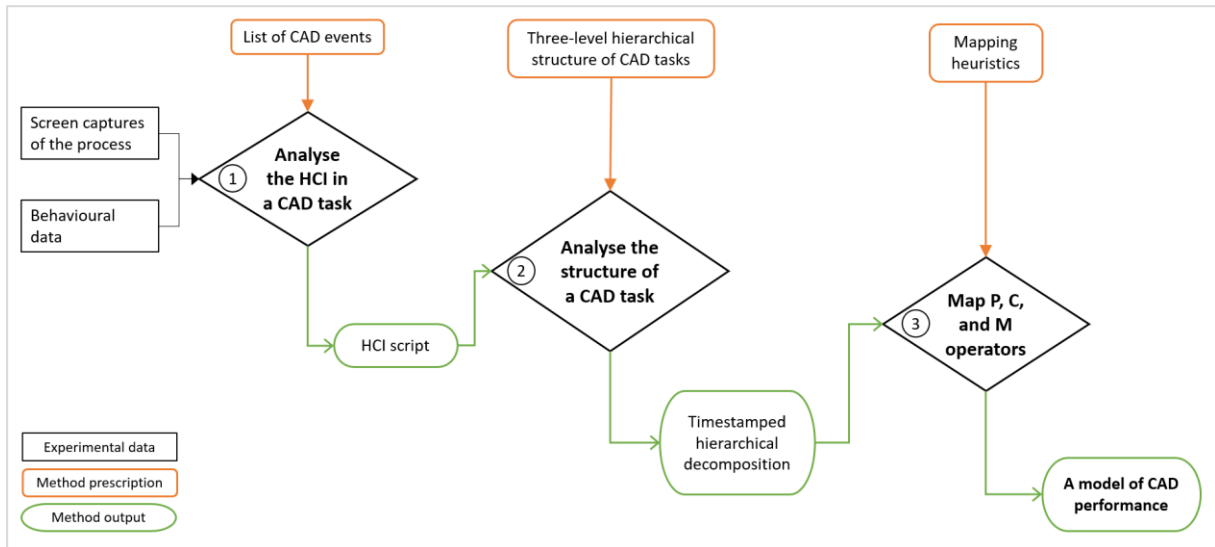 List of CAD events
Three-level hierarchical
structure of CAD tasks
Mapping
heuristics
Screen captures
of the process
Behavioural
data
1
Analyse
the HCI in
a CAD task
HCI script
2
Analyse the
structure of
a CAD task
Timestamped
hierarchical
decomposition
3
Map P, C,
and M
operators
A model of CAD
performance
Experimental data
Method prescription
Method output